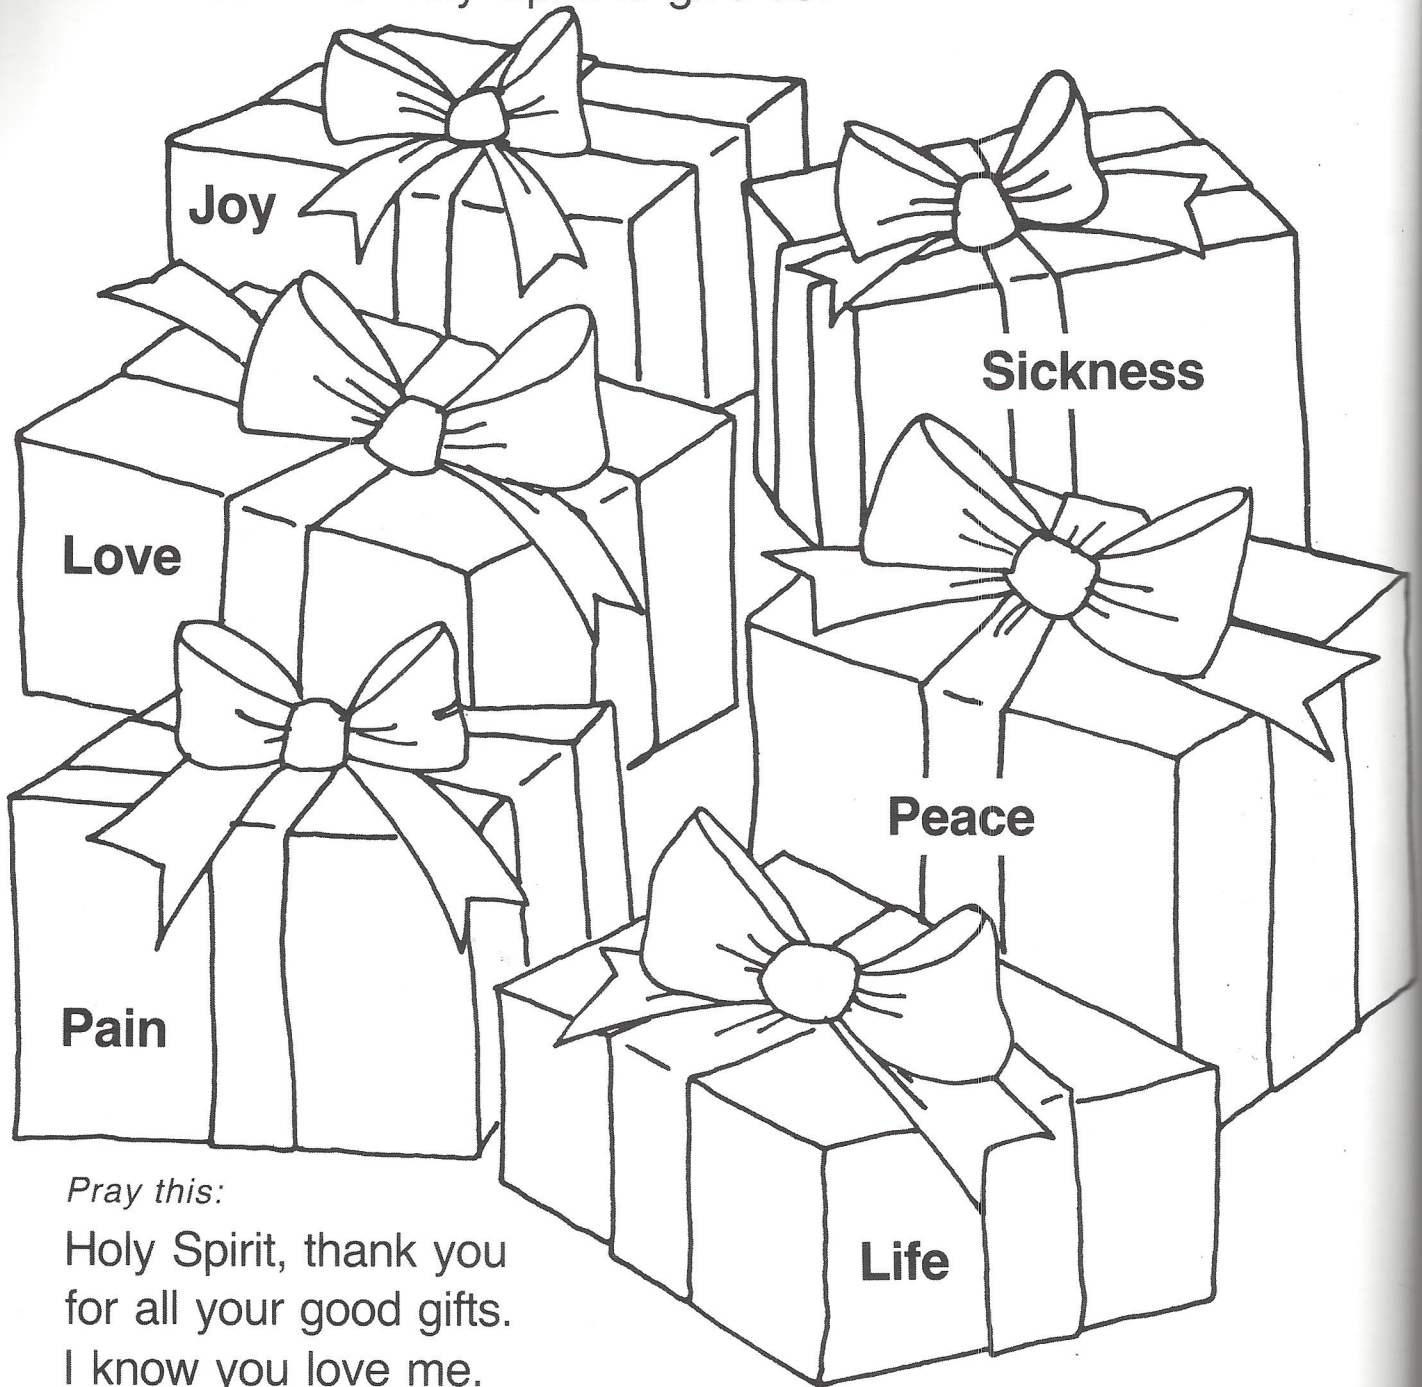 Joy
Sickness
Love
Peace
Pain
Life
Pray this:
Holy Spirit, thank you
for all your good gifts.
I know you love me.